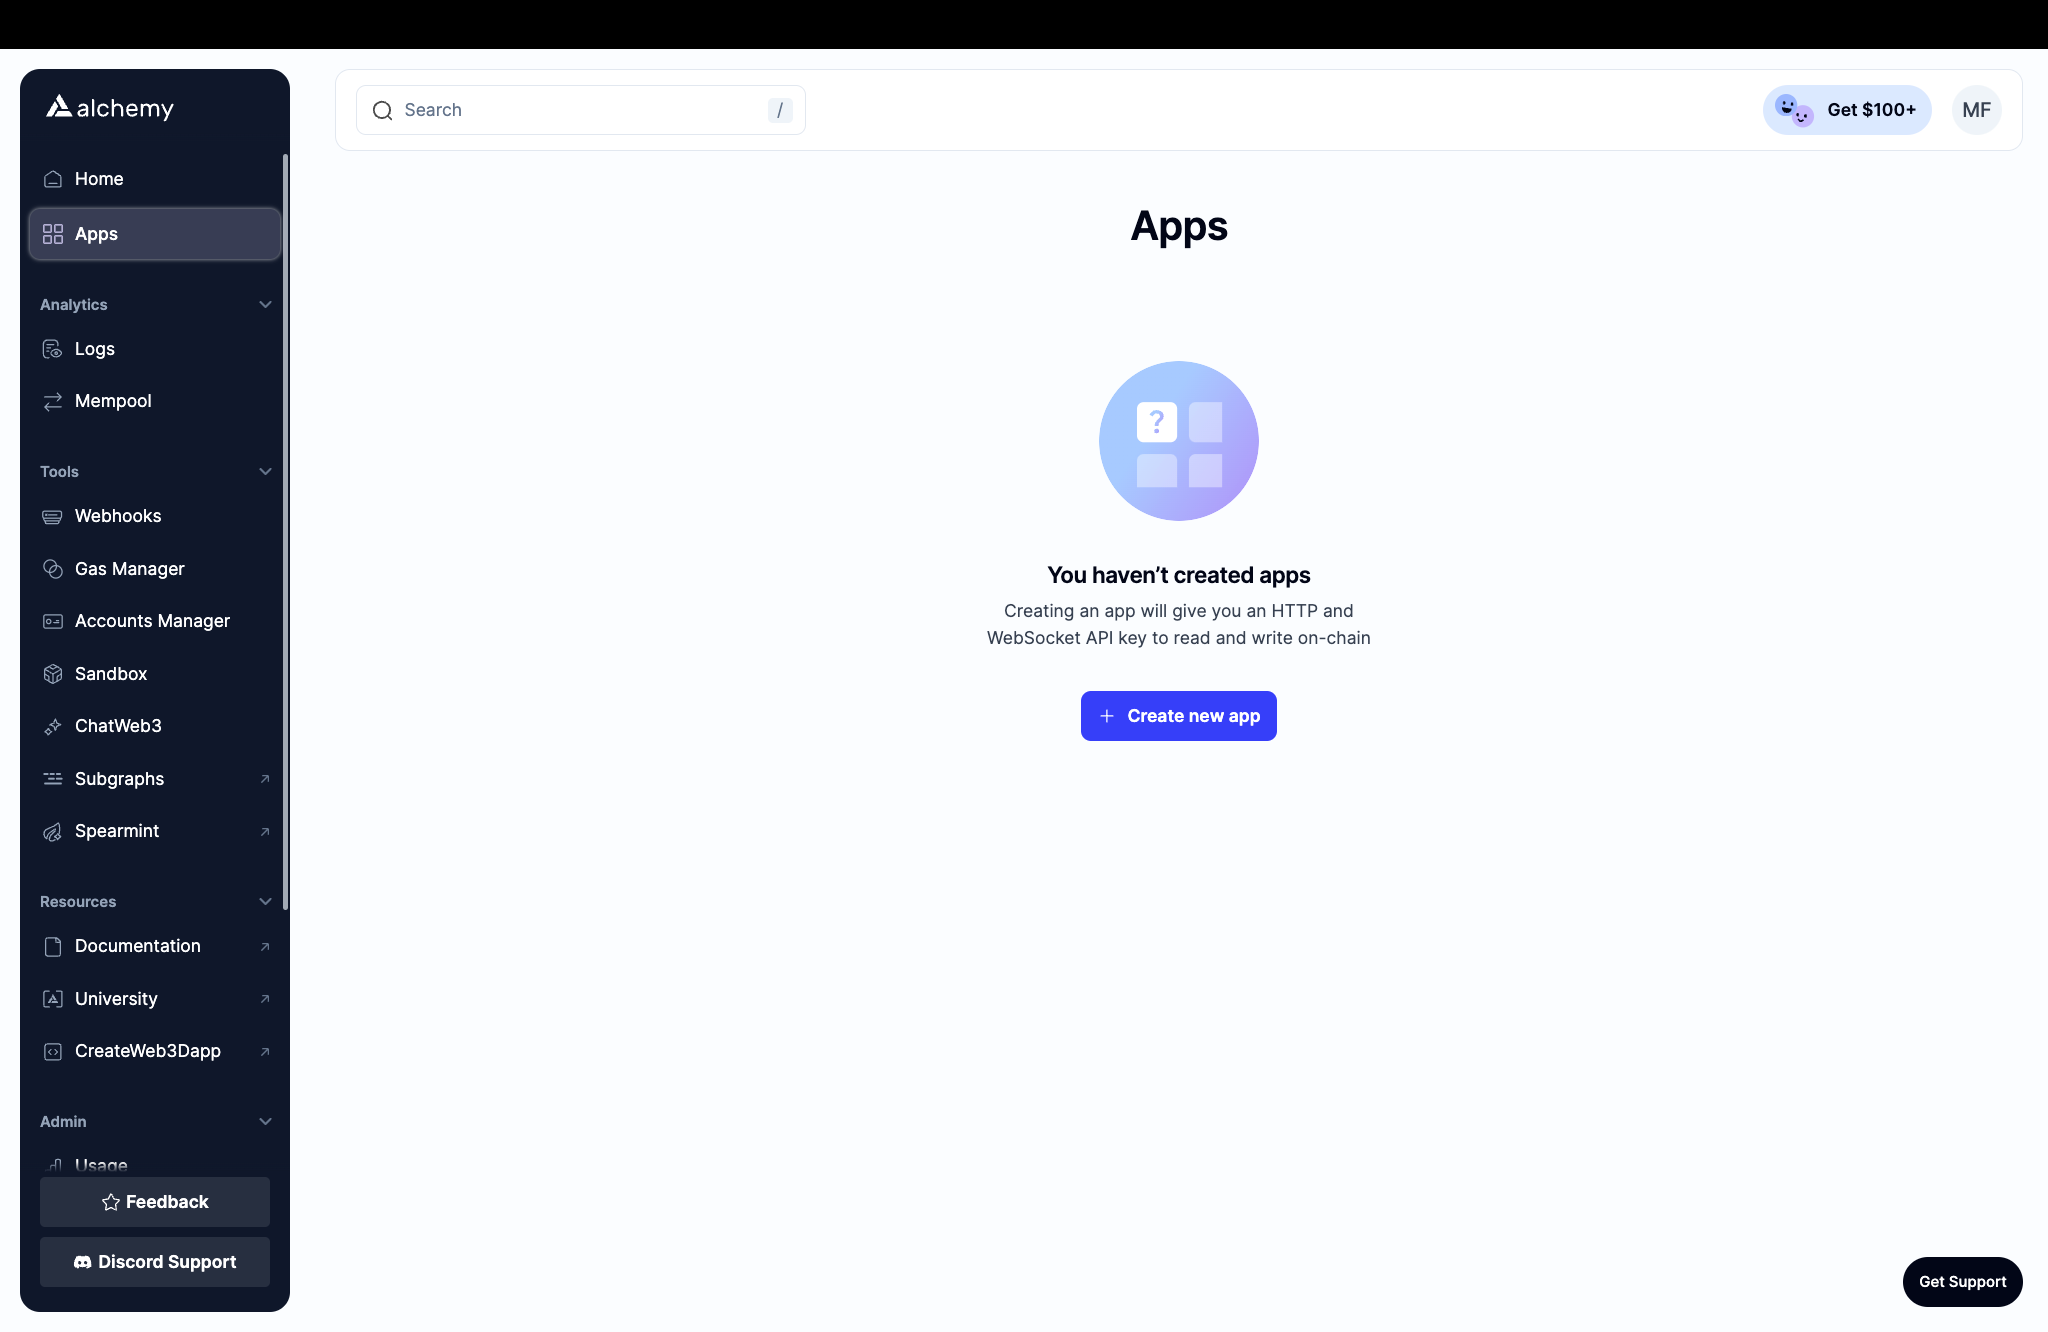 alchemy
Home
Apps
Analytics
Logs
Mempool
Tools
Webhooks
Gas Manager
Accounts Manager
Sandbox
ChatWeb3
Subgraphs
Spearmint
Resources
Documentation
University
CreateWeb3Dapp
Admin
Usage
Feedback
Discord Support
Search /
Get $100+
MF
Apps
?
You haven’t created apps
Creating an app will give you an HTTP and
WebSocket API key to read and write on-chain
+ Create new app
Get Support